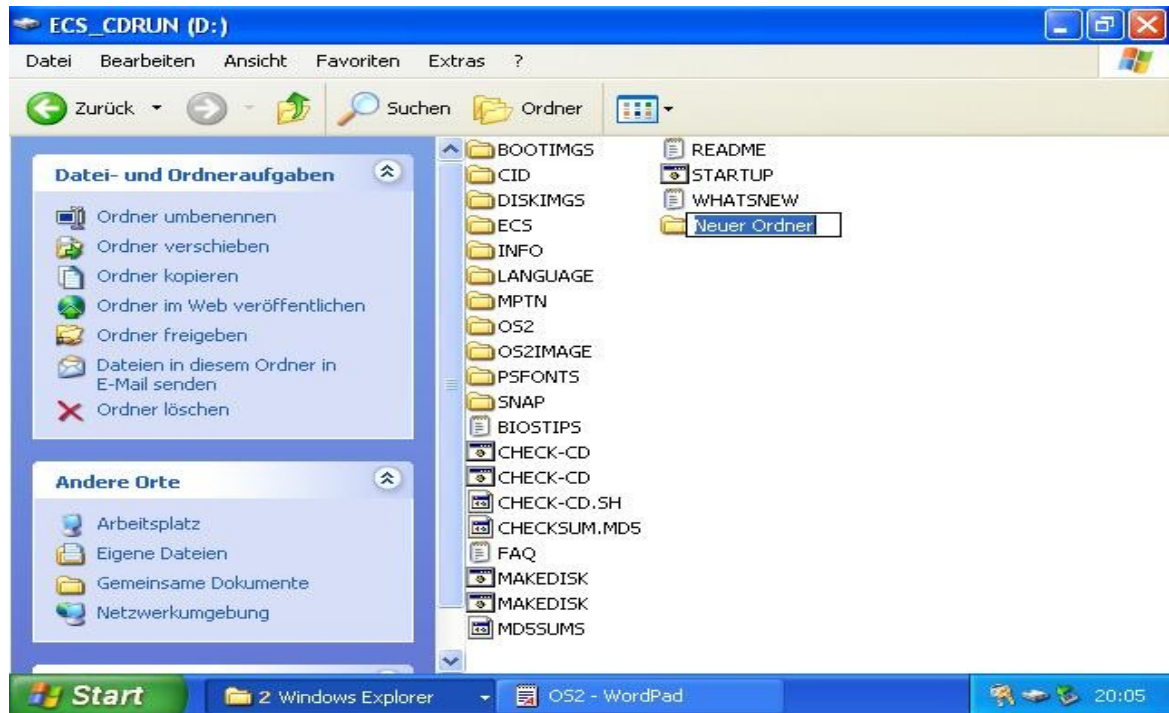 ECS_CDRUN (D:)
Datei Bearbeiten Ansicht Favoriten Extras ?
Zurück Suchen Ordner
Datei- und Ordneraufgaben
Ordner umbenennen
Ordner verschieben
Ordner kopieren
Ordner im Web veröffentlichen
Ordner freigeben
Dateien in diesem Ordner in
E-Mail senden
Ordner löschen
Andere Orte
Arbeitsplatz
Eigene Dateien
Gemeinsame Dokumente
Netzwerkumgebung
BOOTIMGS
CID
DISKIMGS
ECS
INFO
LANGUAGE
MPTN
OS2
OS2IMAGE
PSFONTS
SNAP
BIOSTIPS
CHECK-CD
CHECK-CD
CHECK-CD.SH
CHECKSUM.MD5
FAQ
MAKEDISK
MAKEDISK
MD5SUMS
README
STARTUP
WHATSNEW
Neuer Ordner
Start 2 Windows Explorer OS2 - WordPad 20:05